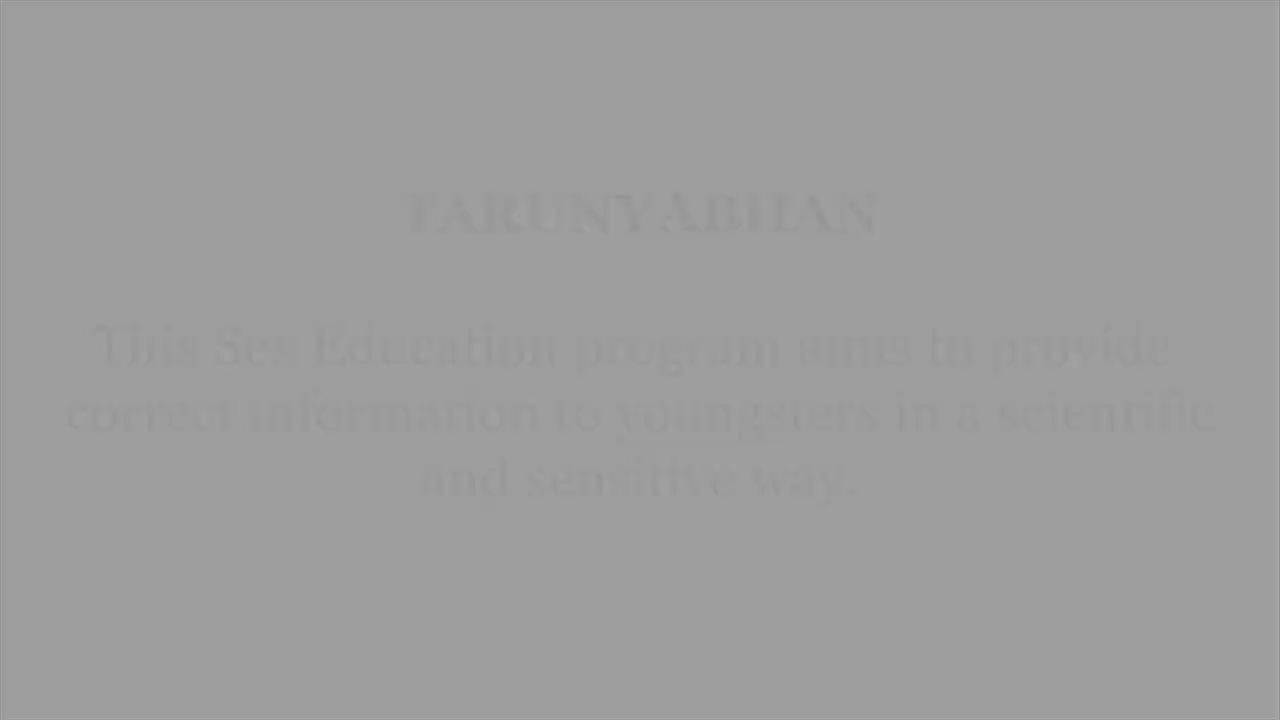 TARUNYABHAN
This Sex Education program aims to provide
correct information to youngsters in a scientific
and sensitive way.